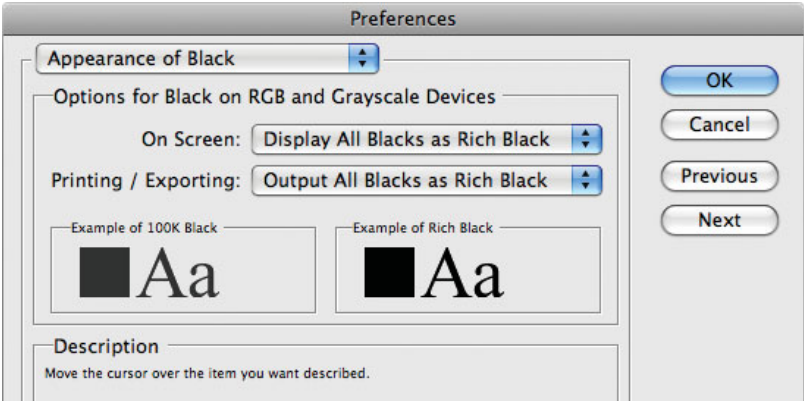 Preferences
Appearance of Black
Options for Black on RGB and Grayscale Devices
On Screen: Display All Blacks as Rich Black
Printing / Exporting: Output All Blacks as Rich Black
Example of 100K Black
Aa
Example of Rich Black
Aa
Description
Move the cursor over the item you want described.
OK
Cancel
Previous
Next